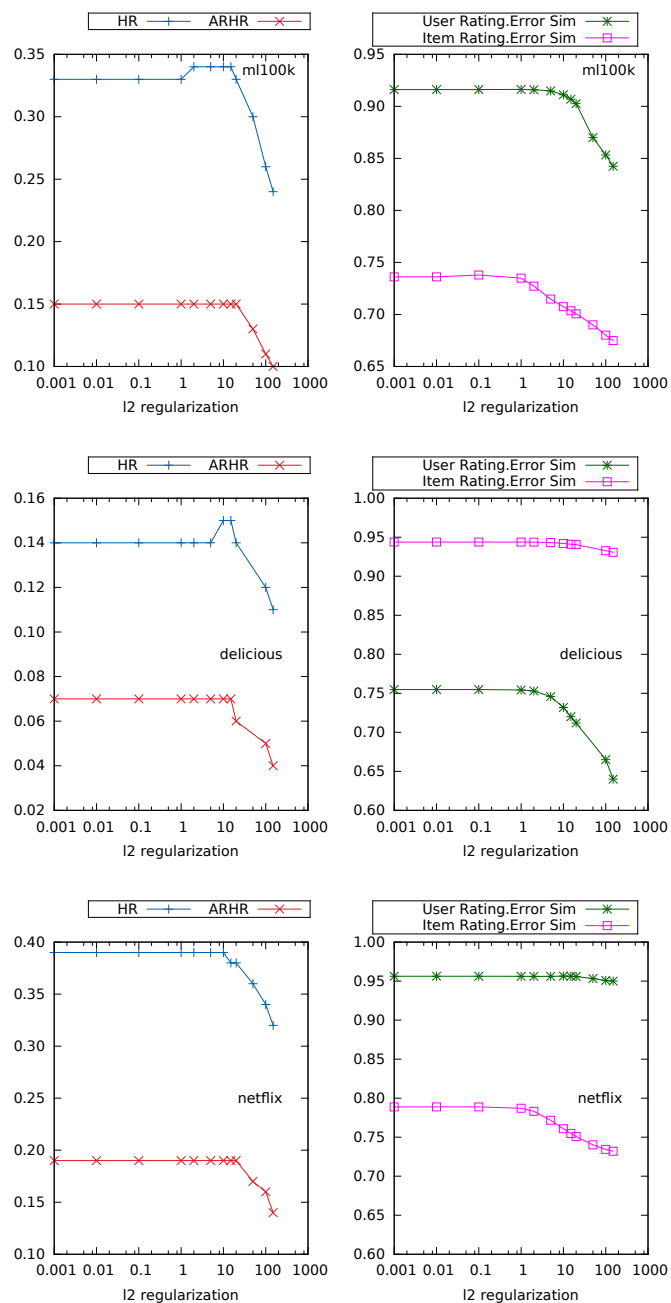 HR ARHR
ml100k
0.35
0.30
0.25
0.20
0.15
0.10
0.001 0.01 0.1 1 10 100 1000
l2 regularization
User Rating.Error Sim
Item Rating.Error Sim
ml100k
0.95
0.90
0.85
0.80
0.75
0.70
0.65
0.001 0.01 0.1 1 10 100 1000
l2 regularization
HR ARHR
0.16
0.14
0.12
0.10
0.08
0.06
0.04
0.02
delicious
0.001 0.01 0.1 1 10 100 1000
l2 regularization
User Rating.Error Sim
Item Rating.Error Sim
1.00
0.95
0.90
0.85
0.80
0.75
0.70
0.65
0.60
delicious
0.001 0.01 0.1 1 10 100 1000
l2 regularization
HR ARHR
0.40
0.35
0.30
0.25
0.20
0.15
0.10
netflix
0.001 0.01 0.1 1 10 100 1000
l2 regularization
User Rating.Error Sim
Item Rating.Error Sim
1.00
0.95
0.90
0.85
0.80
0.75
0.70
0.65
0.60
netflix
0.001 0.01 0.1 1 10 100 1000
l2 regularization